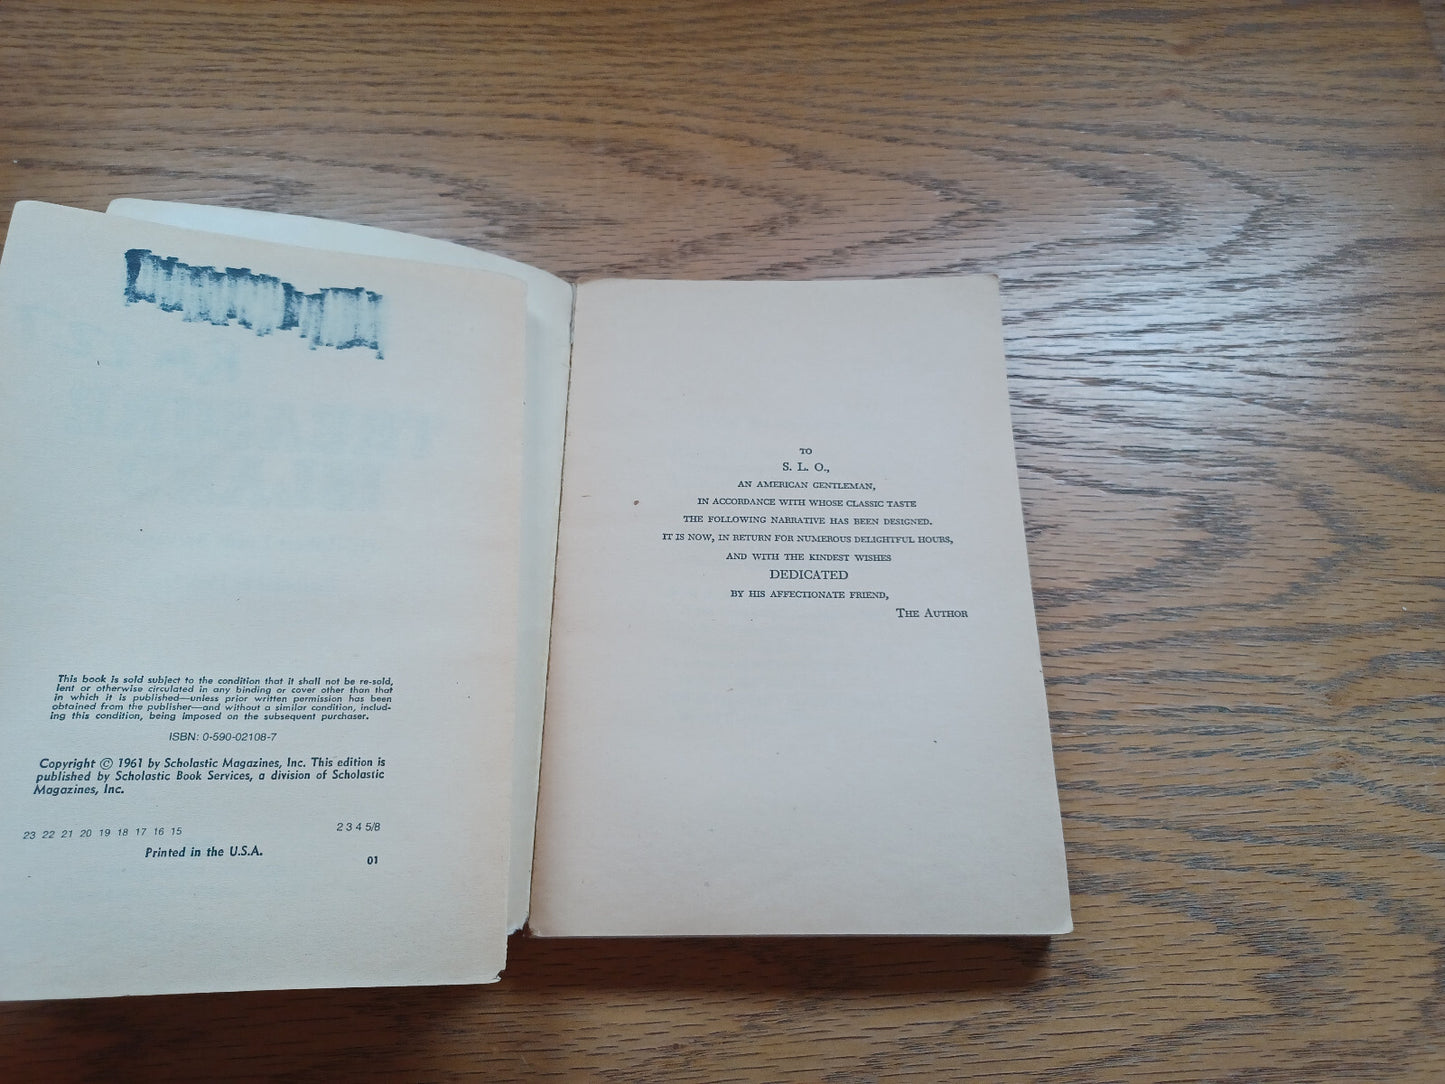 This book is sold subject to the condition that it shall not be re-sold,
lent or otherwise circulated in any binding or cover other than that
in which it is published—unless prior written permission has been
obtained from the publisher—and without a similar condition, includ-
ing this condition, being imposed on the subsequent purchaser.
ISBN: 0-590-02108-7
Copyright © 1961 by Scholastic Magazines, Inc. This edition is
published by Scholastic Book Services, a division of Scholastic
Magazines, Inc.
23 22 21 20 19 18 17 16 15 2 3 4 5/8
Printed in the U.S.A.
01
TO
S. L. O.,
AN AMERICAN GENTLEMAN,
IN ACCORDANCE WITH WHOSE CLASSIC TASTE
THE FOLLOWING NARRATIVE HAS BEEN DESIGNED.
IT IS NOW, IN RETURN FOR NUMEROUS DELIGHTFUL HOURS,
AND WITH THE KINDEST WISHES
DEDICATED
BY HIS AFFECTIONATE FRIEND,
THE AUTHOR